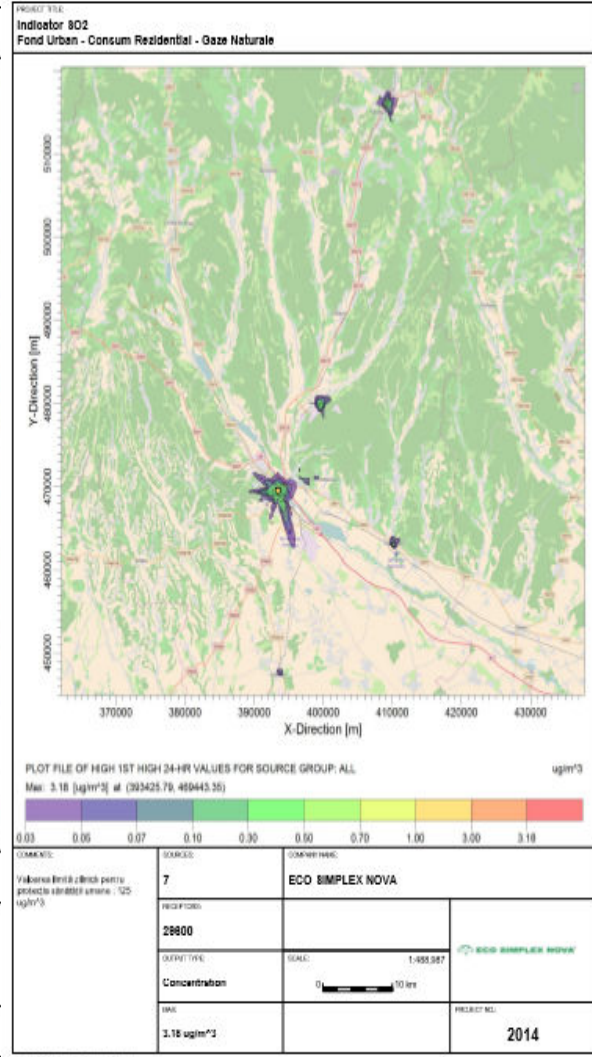 PROJECT TITLE:
Indicator SO2
Fond Urban - Consum Rezidential - Gaze Naturale
Y-Direction [m]
510000
500000
490000
480000
470000
460000
450000
370000 380000 390000 400000 410000 420000 430000
X-Direction [m]
PLOT FILE OF HIGH 1ST HIGH 24-HR VALUES FOR SOURCE GROUP: ALL
ug/m^3
Max: 3.18 [ug/m^3] at (393425.79, 469443.35)
0.03 0.05 0.07 0.10 0.30 0.50 0.70 1.00 3.00 3.18
COMMENTS:
Valoarea limită zilnică pentru
protecția sănătății umane : 125
ug/m^3
SOURCES:
7
COMPANY NAME:
ECO SIMPLEX NOVA
RECEPTORS:
28600
OUTPUT TYPE:
Concentration
SCALE:
1:488,987
0 10 km
ECO SIMPLEX NOVA
MAX:
3.18 ug/m^3
PROJECT NO.:
2014